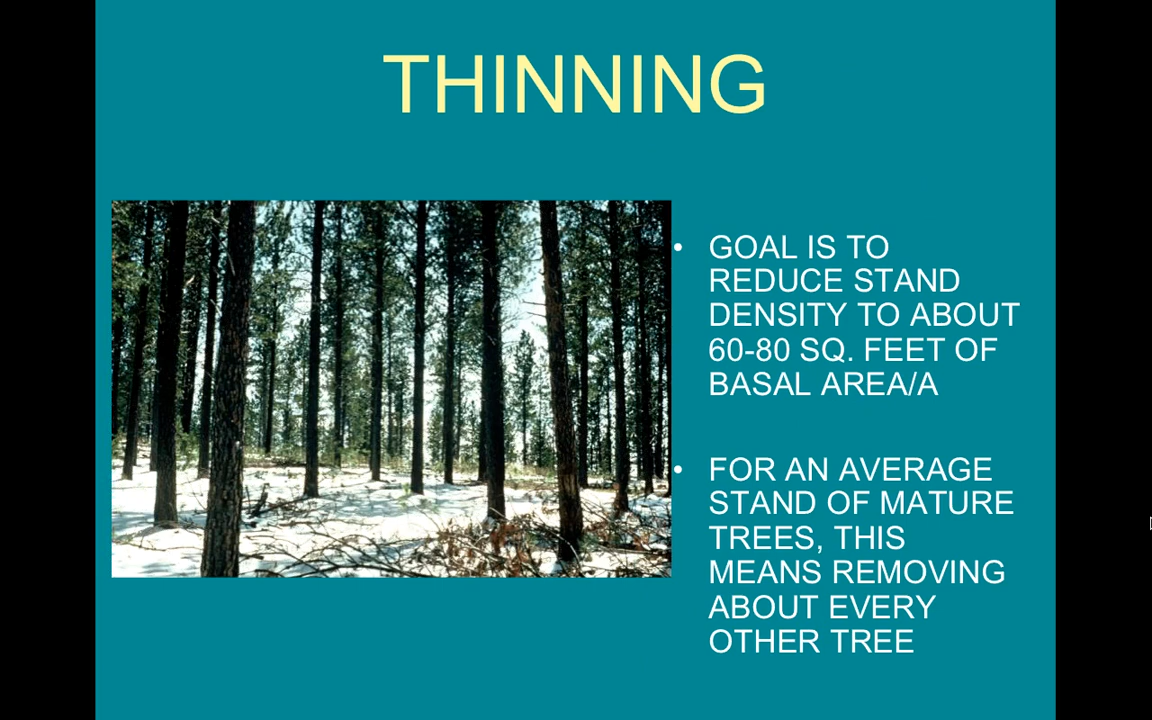 THINNING
• GOAL IS TO
REDUCE STAND
DENSITY TO ABOUT
60-80 SQ. FEET OF
BASAL AREA/A
• FOR AN AVERAGE
STAND OF MATURE
TREES, THIS
MEANS REMOVING
ABOUT EVERY
OTHER TREE